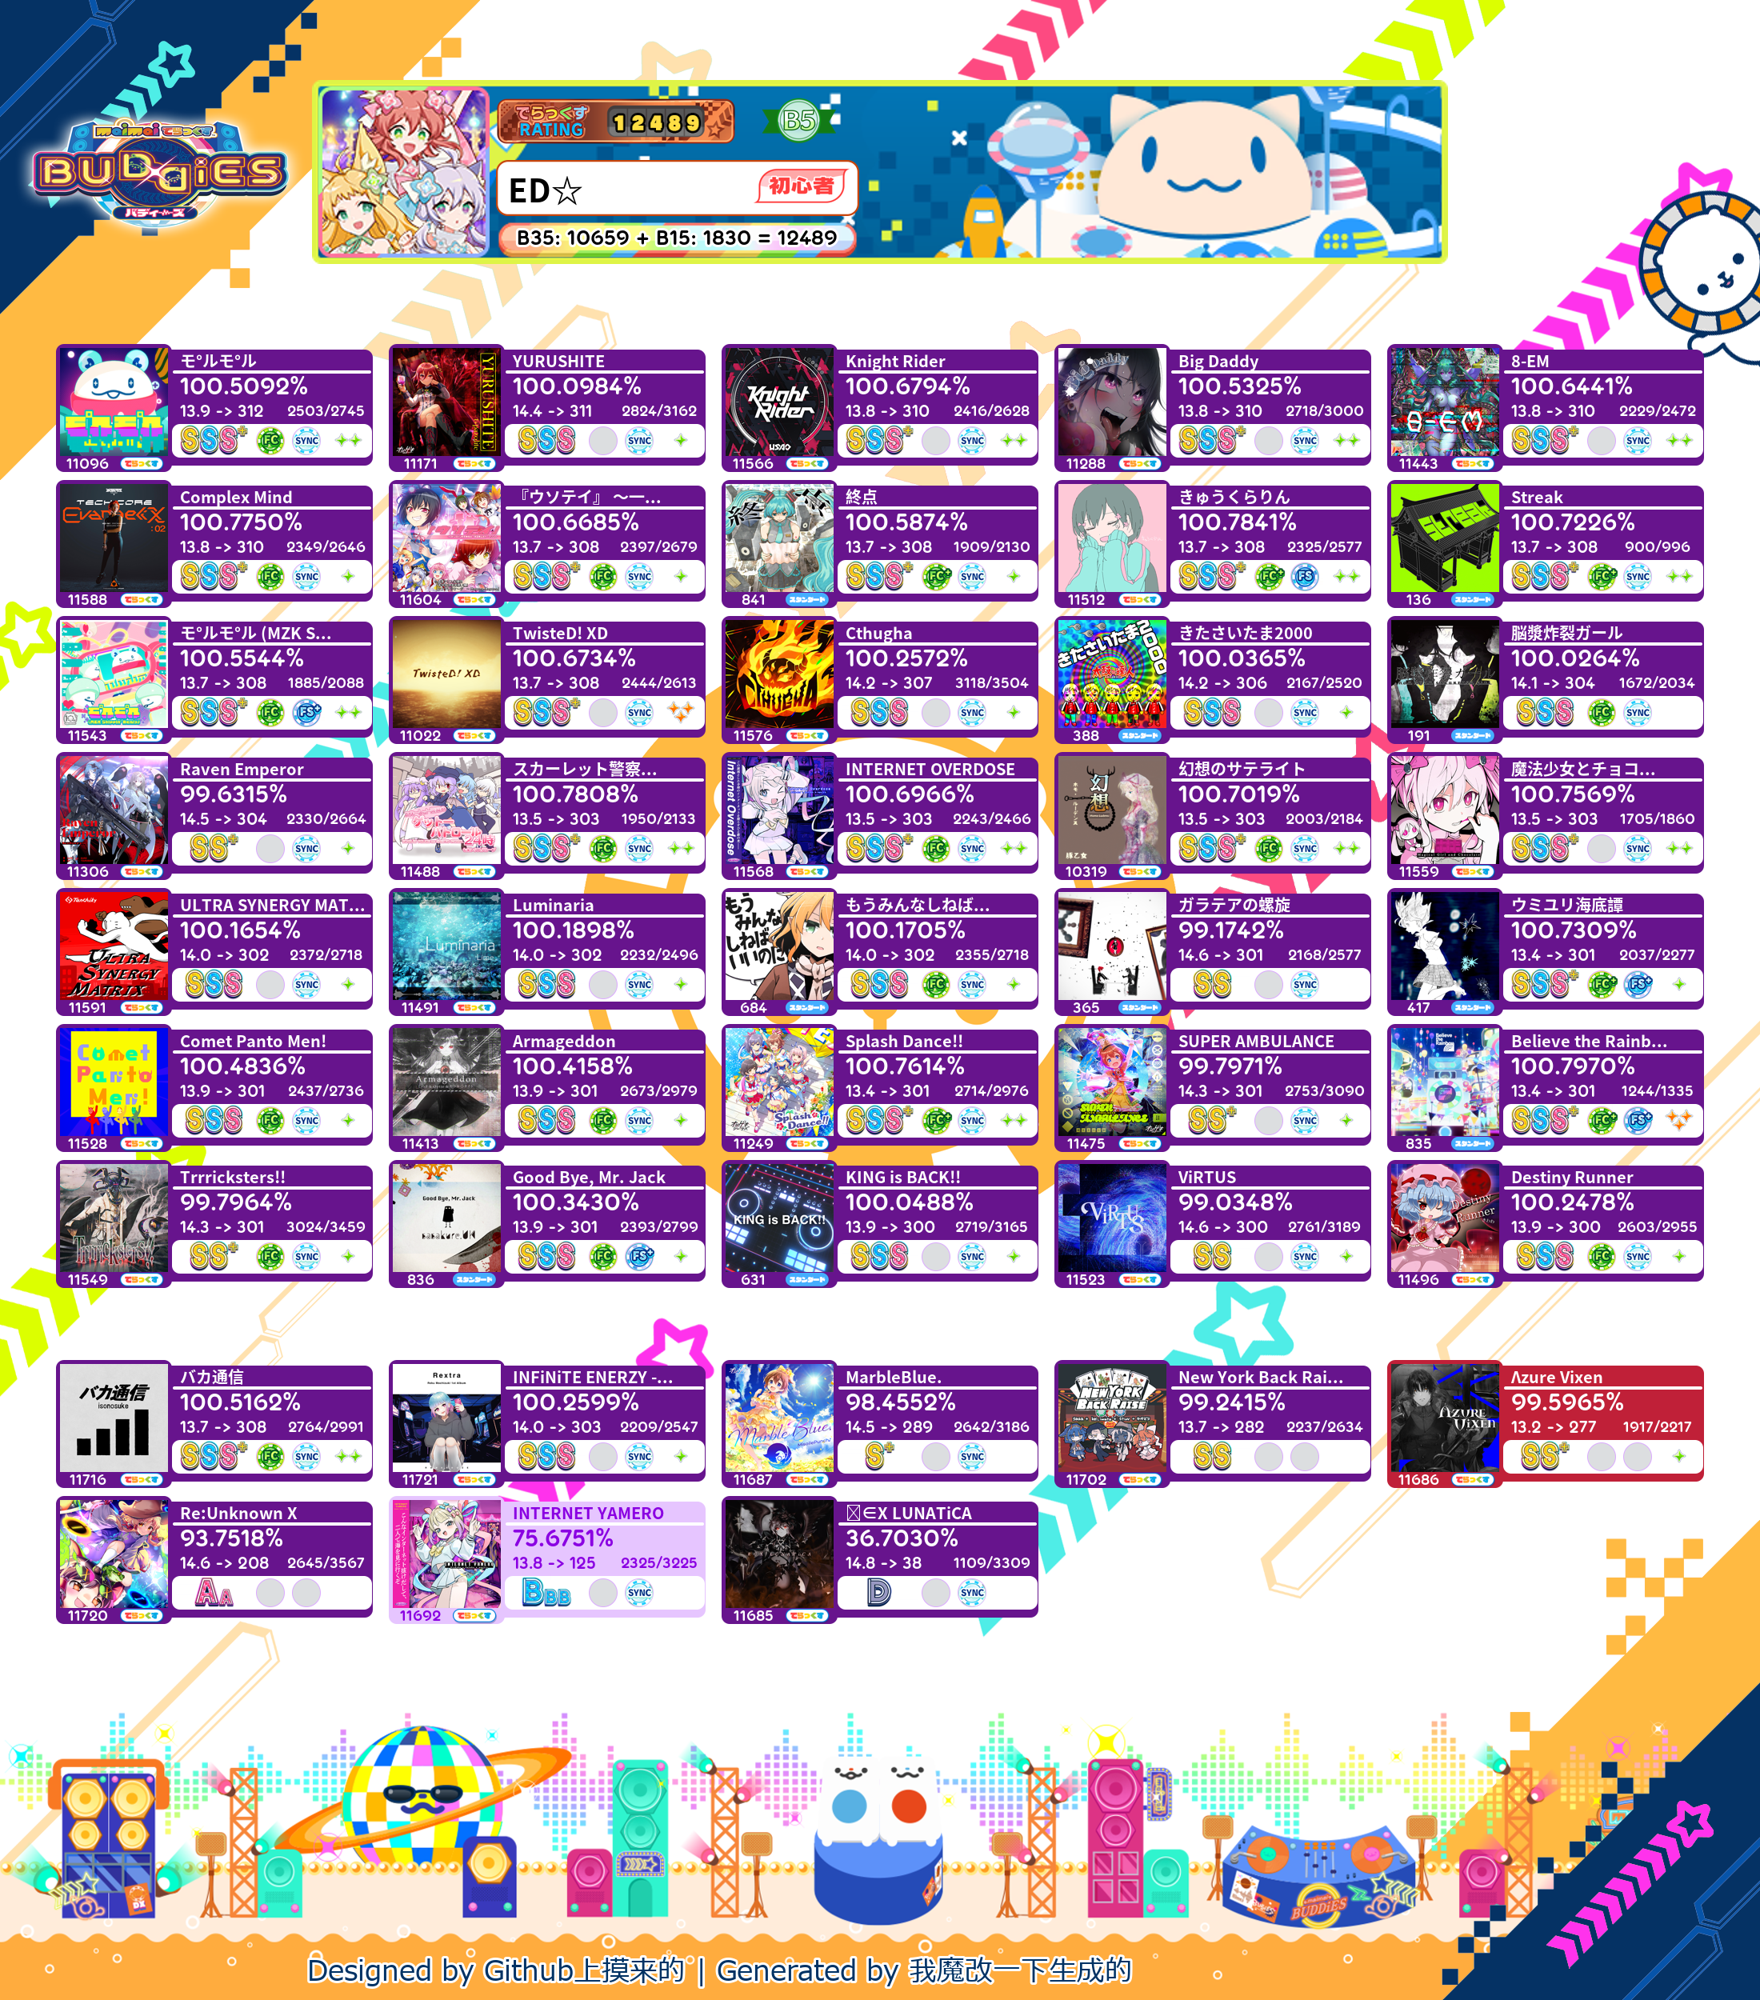 maimai でらっくす
BUDDiES
バディーズ
でらっくす RATING 12489
B5
ED☆
初心者
B35: 10659 + B15: 1830 = 12489
モ°ルモ°ル
100.5092%
13.9 -> 312 2503/2745
SSS+ FC SYNC
11096 でらっくす
YURUSHITE
100.0984%
14.4 -> 311 2824/3162
SSS SYNC
11171 でらっくす
Knight Rider
100.6794%
13.8 -> 310 2416/2628
SSS+ SYNC
11566 でらっくす
Big Daddy
100.5325%
13.8 -> 310 2718/3000
SSS+ SYNC
11288 でらっくす
8-EM
100.6441%
13.8 -> 310 2229/2472
SSS+ SYNC
11443 でらっくす
Complex Mind
100.7750%
13.8 -> 310 2349/2646
SSS+ FC SYNC
11588 でらっくす
『ウソテイ』 ～一...
100.6685%
13.7 -> 308 2397/2679
SSS+ FC SYNC
11604 でらっくす
終点
100.5874%
13.7 -> 308 1909/2130
SSS+ FC+ SYNC
841 スタンダード
きゅうくらりん
100.7841%
13.7 -> 308 2325/2577
SSS+ FC+ FS
11512 でらっくす
Streak
100.7226%
13.7 -> 308 900/996
SSS+ FC+ SYNC
136 スタンダード
モ°ルモ°ル (MZK S...
100.5544%
13.7 -> 308 1885/2088
SSS+ FC FS+
11543 でらっくす
TwisteD! XD
100.6734%
13.7 -> 308 2444/2613
SSS+ SYNC
11022 でらっくす
Cthugha
100.2572%
14.2 -> 307 3118/3504
SSS SYNC
11576 でらっくす
きたさいたま2000
100.0365%
14.2 -> 306 2167/2520
SSS SYNC
388 スタンダード
脳漿炸裂ガール
100.0264%
14.1 -> 304 1672/2034
SSS FC SYNC
191 スタンダード
Raven Emperor
99.6315%
14.5 -> 304 2330/2664
SS+ SYNC
11306 でらっくす
スカーレット警察...
100.7808%
13.5 -> 303 1950/2133
SSS+ FC SYNC
11488 でらっくす
INTERNET OVERDOSE
100.6966%
13.5 -> 303 2243/2466
SSS+ FC SYNC
11568 でらっくす
幻想のサテライト
100.7019%
13.5 -> 303 2003/2184
SSS+ FC SYNC
10319 でらっくす
魔法少女とチョコ...
100.7569%
13.5 -> 303 1705/1860
SSS+ SYNC
11559 でらっくす
ULTRA SYNERGY MAT...
100.1654%
14.0 -> 302 2372/2718
SSS SYNC
11591 でらっくす
Luminaria
100.1898%
14.0 -> 302 2232/2496
SSS SYNC
11491 でらっくす
もうみんなしねば...
100.1705%
14.0 -> 302 2355/2718
SSS FC SYNC
684 スタンダード
ガラテアの螺旋
99.1742%
14.6 -> 301 2168/2577
SS SYNC
365 スタンダード
ウミユリ海底譚
100.7309%
13.4 -> 301 2037/2277
SSS+ FC+ FS+
417 スタンダード
Comet Panto Men!
100.4836%
13.9 -> 301 2437/2736
SSS FC SYNC
11528 でらっくす
Armageddon
100.4158%
13.9 -> 301 2673/2979
SSS FC SYNC
11413 でらっくす
Splash Dance!!
100.7614%
13.4 -> 301 2714/2976
SSS+ FC+ SYNC
11249 でらっくす
SUPER AMBULANCE
99.7971%
14.3 -> 301 2753/3090
SS+ SYNC
11475 でらっくす
Believe the Rainb...
100.7970%
13.4 -> 301 1244/1335
SSS+ FC+ FS+
835 スタンダード
Trrricksters!!
99.7964%
14.3 -> 301 3024/3459
SS+ FC SYNC
11549 でらっくす
Good Bye, Mr. Jack
100.3430%
13.9 -> 301 2393/2799
SSS FC FS+
836 スタンダード
KING is BACK!!
100.0488%
13.9 -> 300 2719/3165
SSS SYNC
631 スタンダード
ViRTUS
99.0348%
14.6 -> 300 2761/3189
SS SYNC
11523 でらっくす
Destiny Runner
100.2478%
13.9 -> 300 2603/2955
SSS FC SYNC
11496 でらっくす
バカ通信
100.5162%
13.7 -> 308 2764/2991
SSS+ FC SYNC
11716 でらっくす
INFiNiTE ENERZY -...
100.2599%
14.0 -> 303 2209/2547
SSS SYNC
11721 でらっくす
MarbleBlue.
98.4552%
14.5 -> 289 2642/3186
S+ SYNC
11687 でらっくす
New York Back Rai...
99.2415%
13.7 -> 282 2237/2634
SS
11702 でらっくす
Λzure Vixen
99.5965%
13.2 -> 277 1917/2217
SS+
11686 でらっくす
Re:Unknown X
93.7518%
14.6 -> 208 2645/3567
AA
11720 でらっくす
INTERNET YAMERO
75.6751%
13.8 -> 125 2325/3225
BBB SYNC
11692 でらっくす
∈X LUNATiCA
36.7030%
14.8 -> 38 1109/3309
D SYNC
11685 でらっくす
Designed by Github上摸来的 | Generated by 我魔改一下生成的